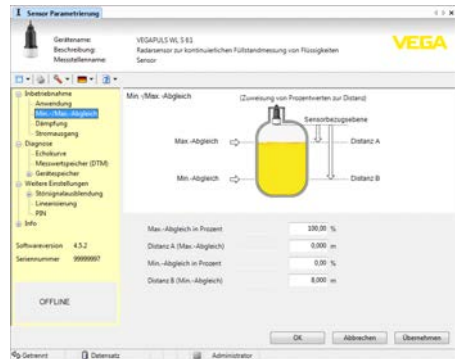 Sensor Parametrierung
Gerätename: VEGAPULS WL S 61
Beschreibung: Radarsensor zur kontinuierlichen Füllstandmessung von Flüssigkeiten
Messstellenname: Sensor
VEGA
Inbetriebnahme
Anwendung
Min.-/Max.-Abgleich
Dämpfung
Stromausgang
Diagnose
Echokurve
Messwertspeicher (DTM)
Gerätespeicher
Weitere Einstellungen
Störsignalausblendung
Linearisierung
PIN
Info
Softwareversion 4.5.2
Seriennummer 99999997
OFFLINE
Min.-/Max.-Abgleich
(Zuweisung von Prozentwerten zur Distanz)
Sensorbezugsebene
Max.-Abgleich
Distanz A
Min.-Abgleich
Distanz B
Max.-Abgleich in Prozent 100,00 %
Distanz A (Max.-Abgleich) 0,000 m
Min.-Abgleich in Prozent 0,00 %
Distanz B (Min.-Abgleich) 8,000 m
OK Abbrechen Übernehmen
Getrennt Datensatz Administrator